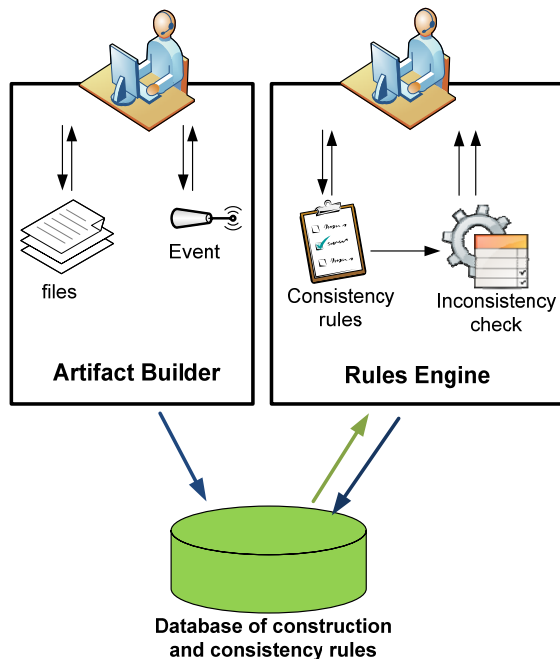 files
Event
Artifact Builder
Consistency
rules
Inconsistency
check
Rules Engine
Database of construction
and consistency rules